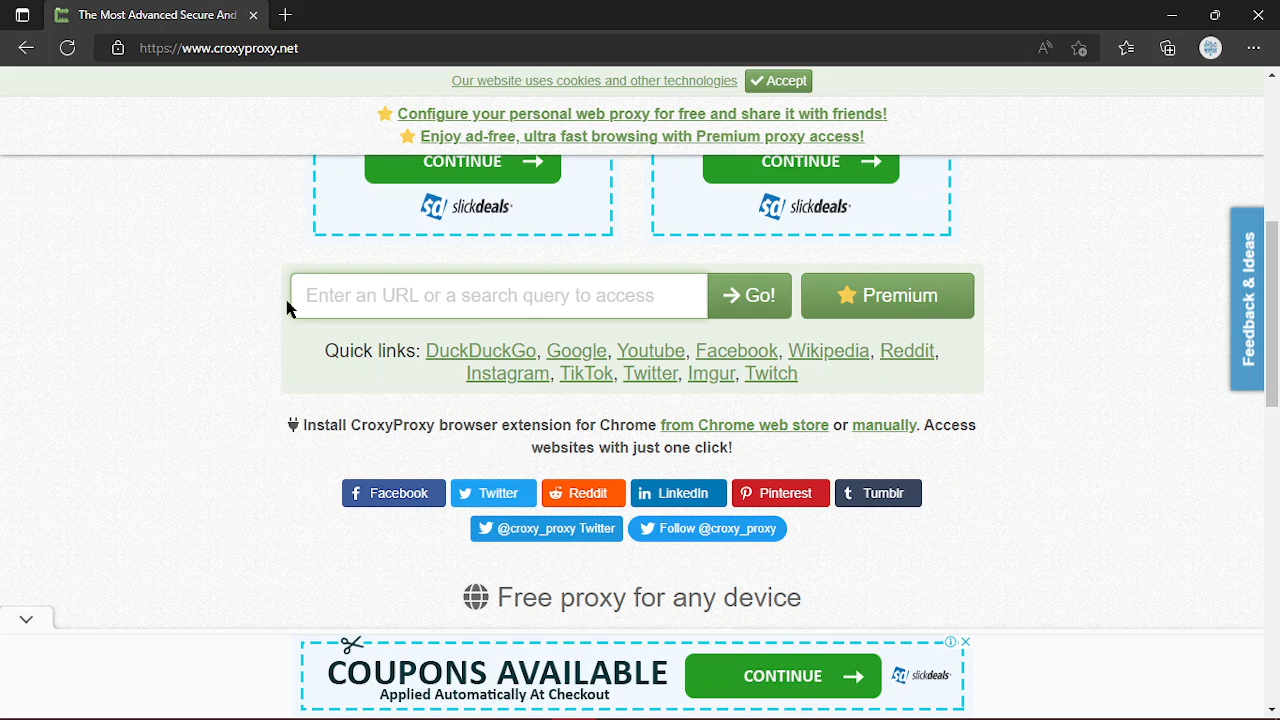 The Most Advanced Secure And
https://www.croxyproxy.net
Our website uses cookies and other technologies
Accept
Configure your personal web proxy for free and share it with friends!
Enjoy ad-free, ultra fast browsing with Premium proxy access!
CONTINUE
CONTINUE
sd slickdeals
sd slickdeals
Feedback & Ideas
Enter an URL or a search query to access
Go!
Premium
Quick links: DuckDuckGo, Google, Youtube, Facebook, Wikipedia, Reddit,
Instagram, TikTok, Twitter, Imgur, Twitch
Install CroxyProxy browser extension for Chrome from Chrome web store or manually. Access
websites with just one click!
Facebook
Twitter
Reddit
LinkedIn
Pinterest
Tumblr
@croxy_proxy Twitter
Follow @croxy_proxy
Free proxy for any device
COUPONS AVAILABLE
Applied Automatically At Checkout
CONTINUE
sd slickdeals